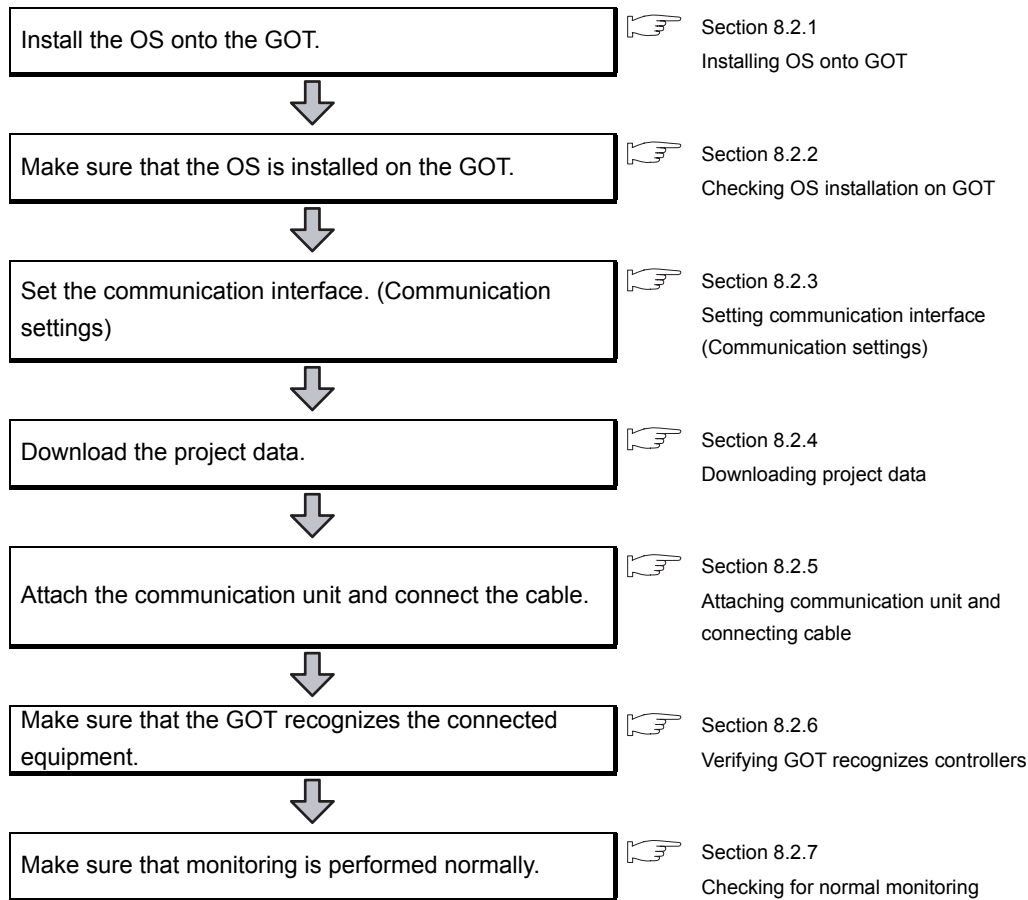 Install the OS onto the GOT.
Section 8.2.1
Installing OS onto GOT
Make sure that the OS is installed on the GOT.
Section 8.2.2
Checking OS installation on GOT
Set the communication interface. (Communication
settings)
Section 8.2.3
Setting communication interface
(Communication settings)
Download the project data.
Section 8.2.4
Downloading project data
Attach the communication unit and connect the cable.
Section 8.2.5
Attaching communication unit and
connecting cable
Make sure that the GOT recognizes the connected
equipment.
Section 8.2.6
Verifying GOT recognizes controllers
Make sure that monitoring is performed normally.
Section 8.2.7
Checking for normal monitoring